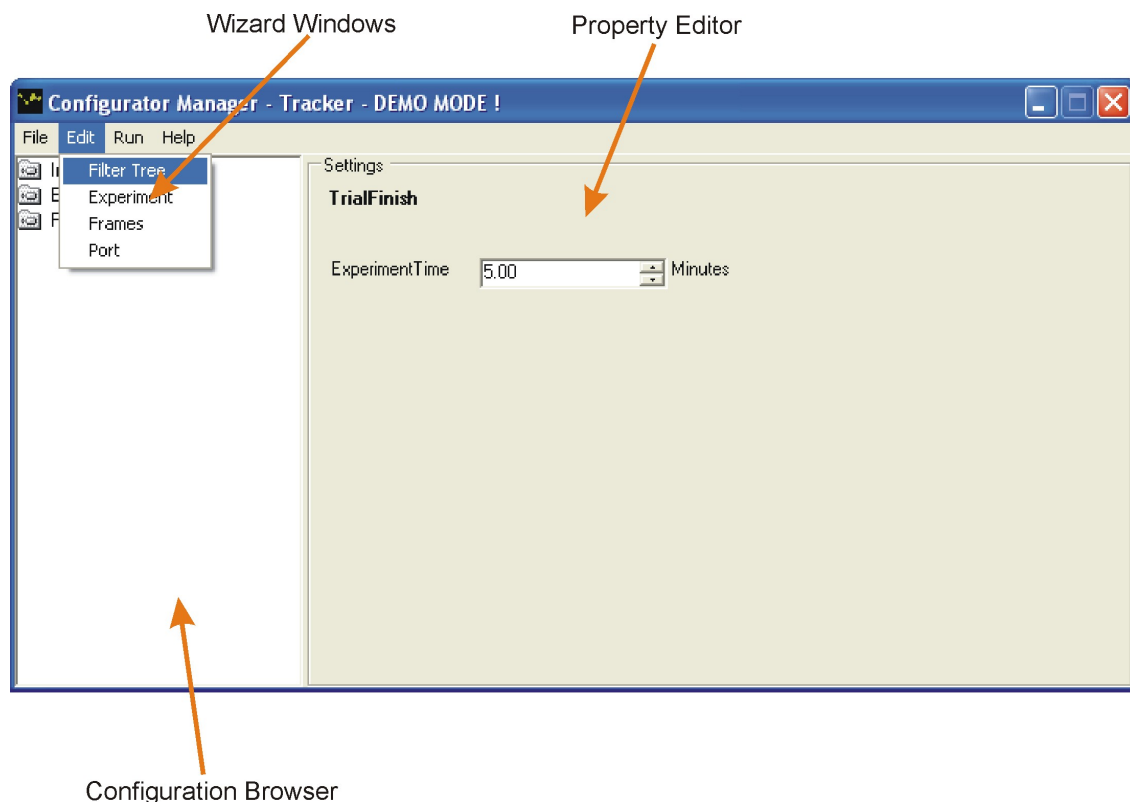 Wizard Windows
Property Editor
Configurator Manager - Tracker - DEMO MODE !
File Edit Run Help
Filter Tree
Experiment
Frames
Port
Settings
TrialFinish
ExperimentTime 5.00 Minutes
Configuration Browser